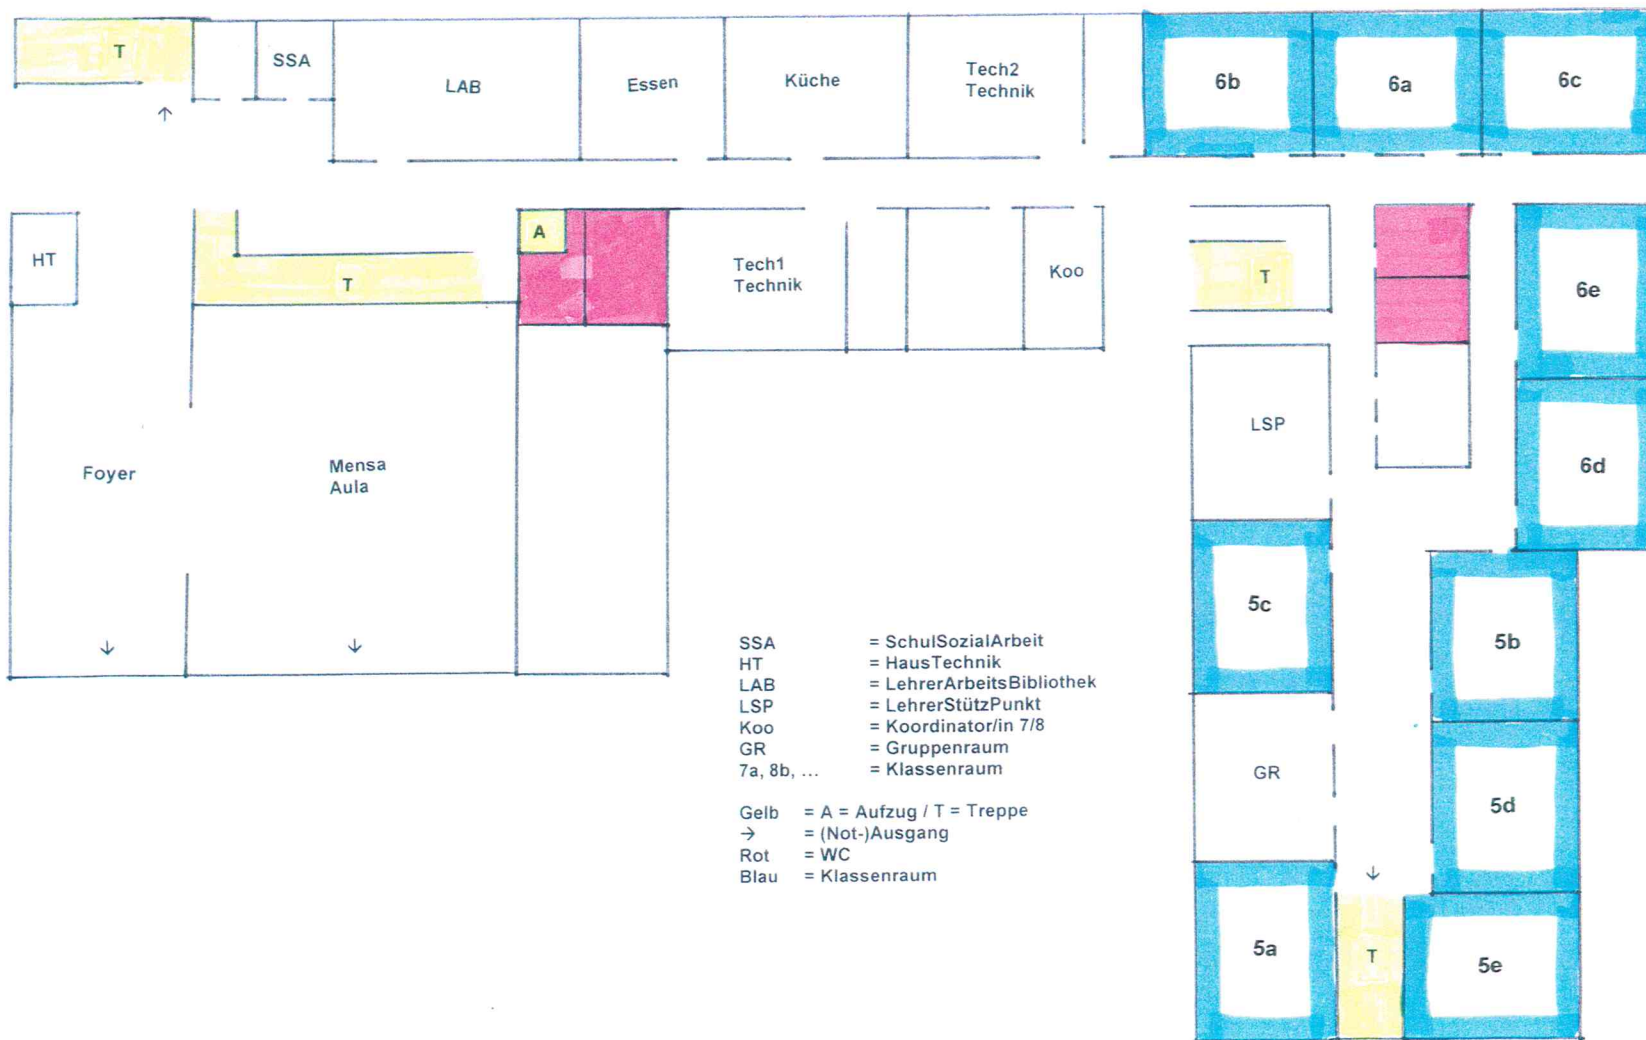 T
SSA
LAB
Essen
Küche
Tech2
Technik
6b
6a
6c
↑
HT
T
A
Tech1
Technik
Koo
T
6e
Foyer
Mensa
Aula
LSP
6d
5c
5b
↓
↓
SSA = SchulSozialArbeit
HT = HausTechnik
LAB = LehrerArbeitsBibliothek
LSP = LehrerStützPunkt
Koo = Koordinator/in 7/8
GR = Gruppenraum
7a, 8b, ... = Klassenraum
Gelb = A = Aufzug / T = Treppe
→ = (Not-)Ausgang
Rot = WC
Blau = Klassenraum
GR
5d
↓
5a
T
5e